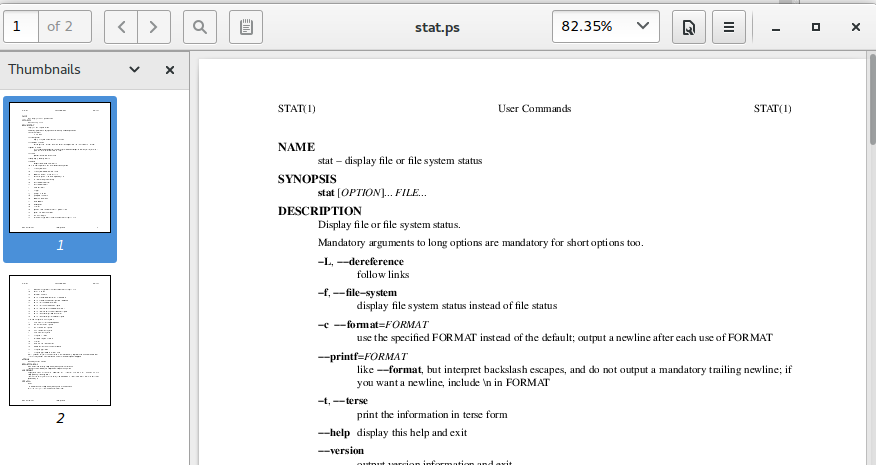 1 of 2
stat.ps
82.35%
Thumbnails
1
2
STAT(1) User Commands STAT(1)
NAME
stat − display file or file system status
SYNOPSIS
stat [OPTION]... FILE...
DESCRIPTION
Display file or file system status.
Mandatory arguments to long options are mandatory for short options too.
−L, −−dereference
follow links
−f, −−file−system
display file system status instead of file status
−c −−format=FORMAT
use the specified FORMAT instead of the default; output a newline after each use of FORMAT
−−printf=FORMAT
like −−format, but interpret backslash escapes, and do not output a mandatory trailing newline; if
you want a newline, include \n in FORMAT
−t, −−terse
print the information in terse form
−−help display this help and exit
−−version
output version information and exit